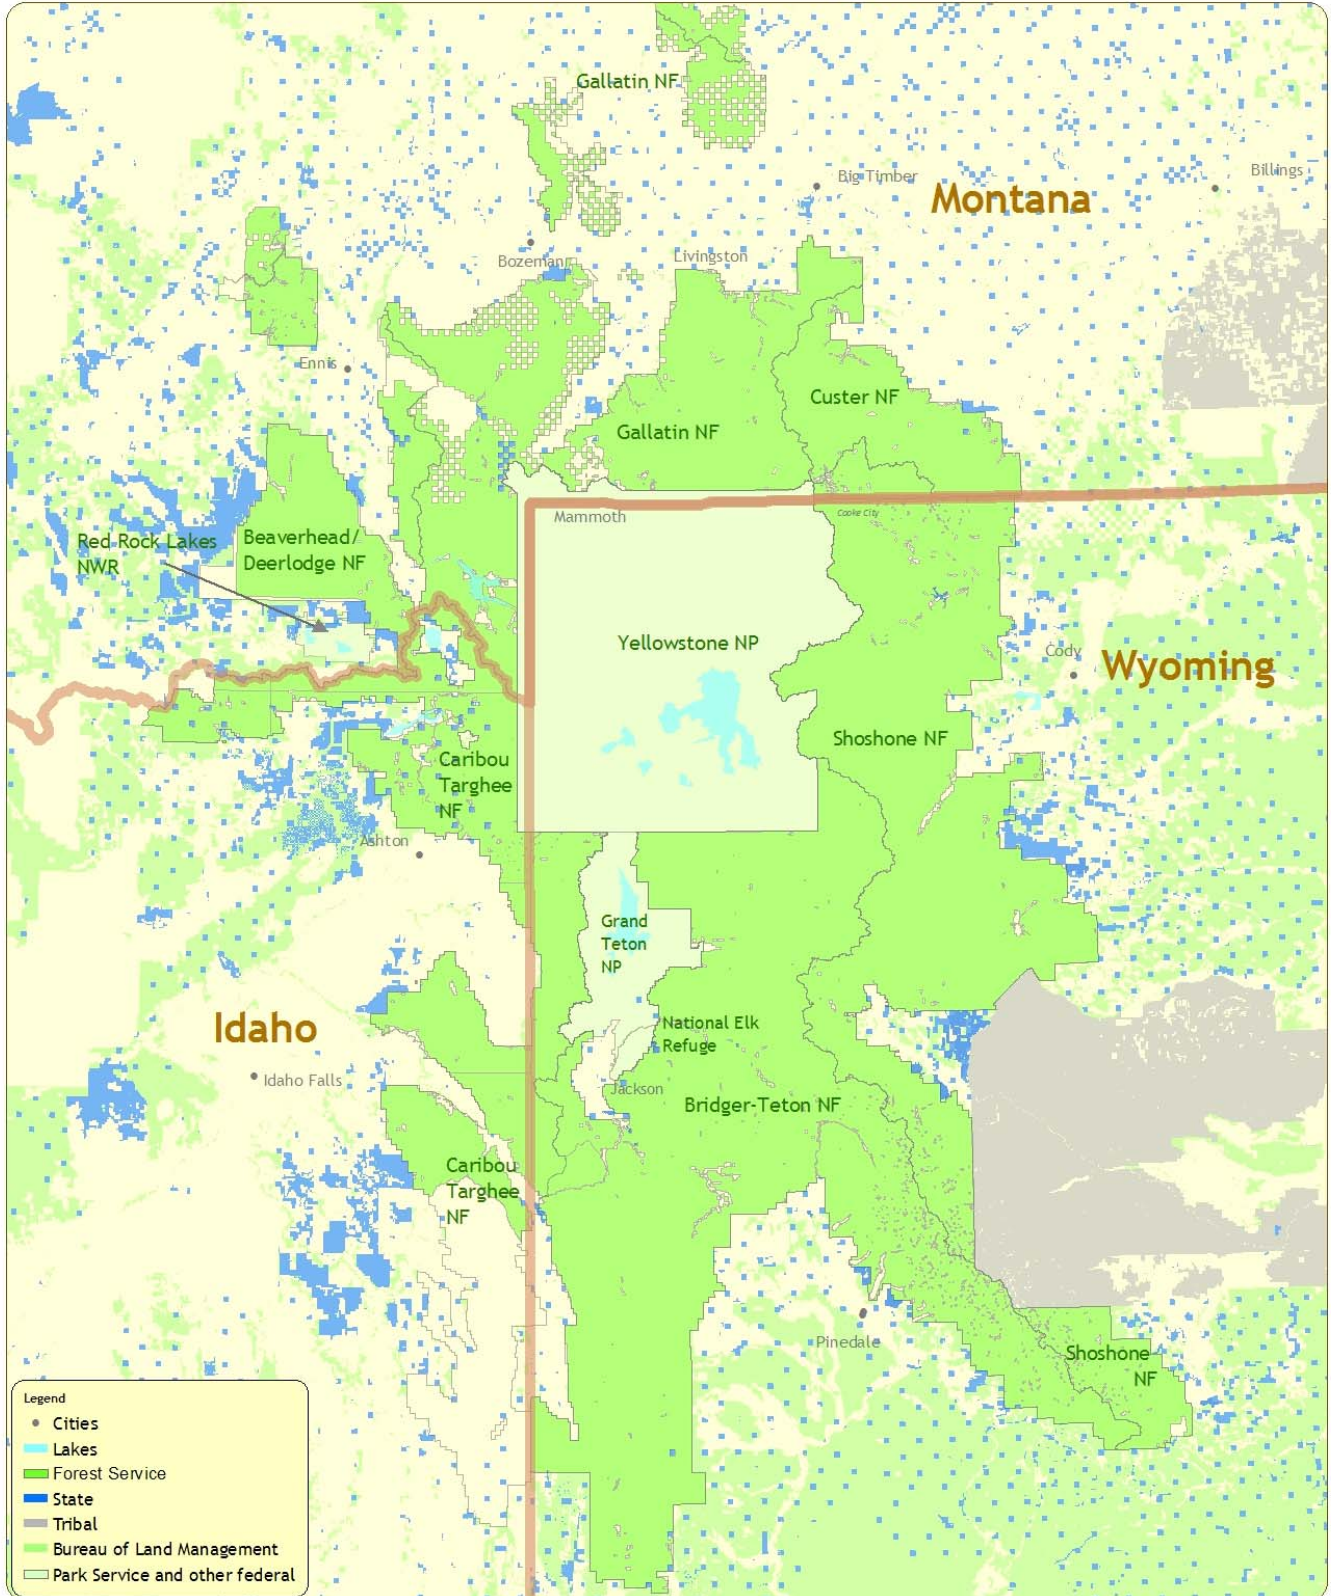 Gallatin NF
Big Timber
Billings
Montana
Bozeman
Livingston
Ennis
Custer NF
Gallatin NF
Mammoth
Cooke City
Red Rock Lakes
NWR
Beaverhead/
Deerlodge NF
Yellowstone NP
Cody
Wyoming
Shoshone NF
Caribou
Targhee
NF
Ashton
Grand
Teton
NP
Idaho
National Elk
Refuge
Idaho Falls
Jackson
Bridger-Teton NF
Caribou
Targhee
NF
Pinedale
Shoshone
NF
Legend
Cities
Lakes
Forest Service
State
Tribal
Bureau of Land Management
Park Service and other federal